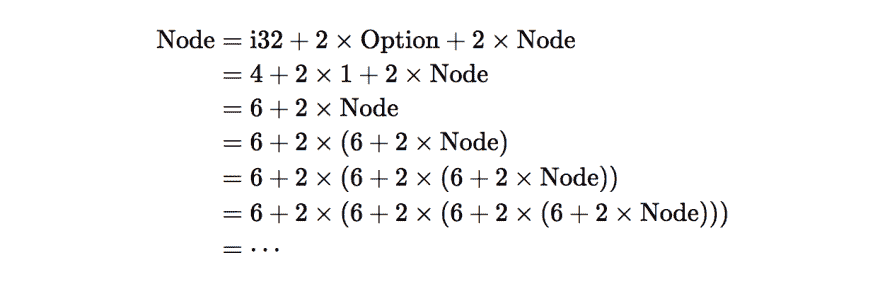 Node = i32 + 2 × Option + 2 × Node
= 4 + 2 × 1 + 2 × Node
= 6 + 2 × Node
= 6 + 2 × (6 + 2 × Node)
= 6 + 2 × (6 + 2 × (6 + 2 × Node))
= 6 + 2 × (6 + 2 × (6 + 2 × (6 + 2 × Node)))
= ⋯